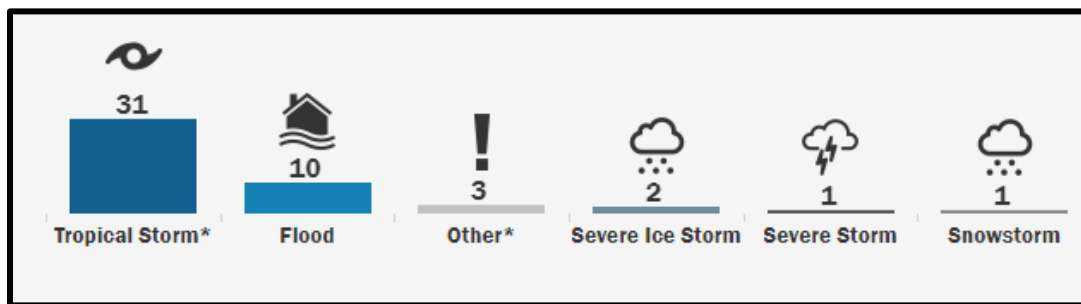 31
10
3
2
1
1
Tropical Storm*
Flood
Other*
Severe Ice Storm
Severe Storm
Snowstorm